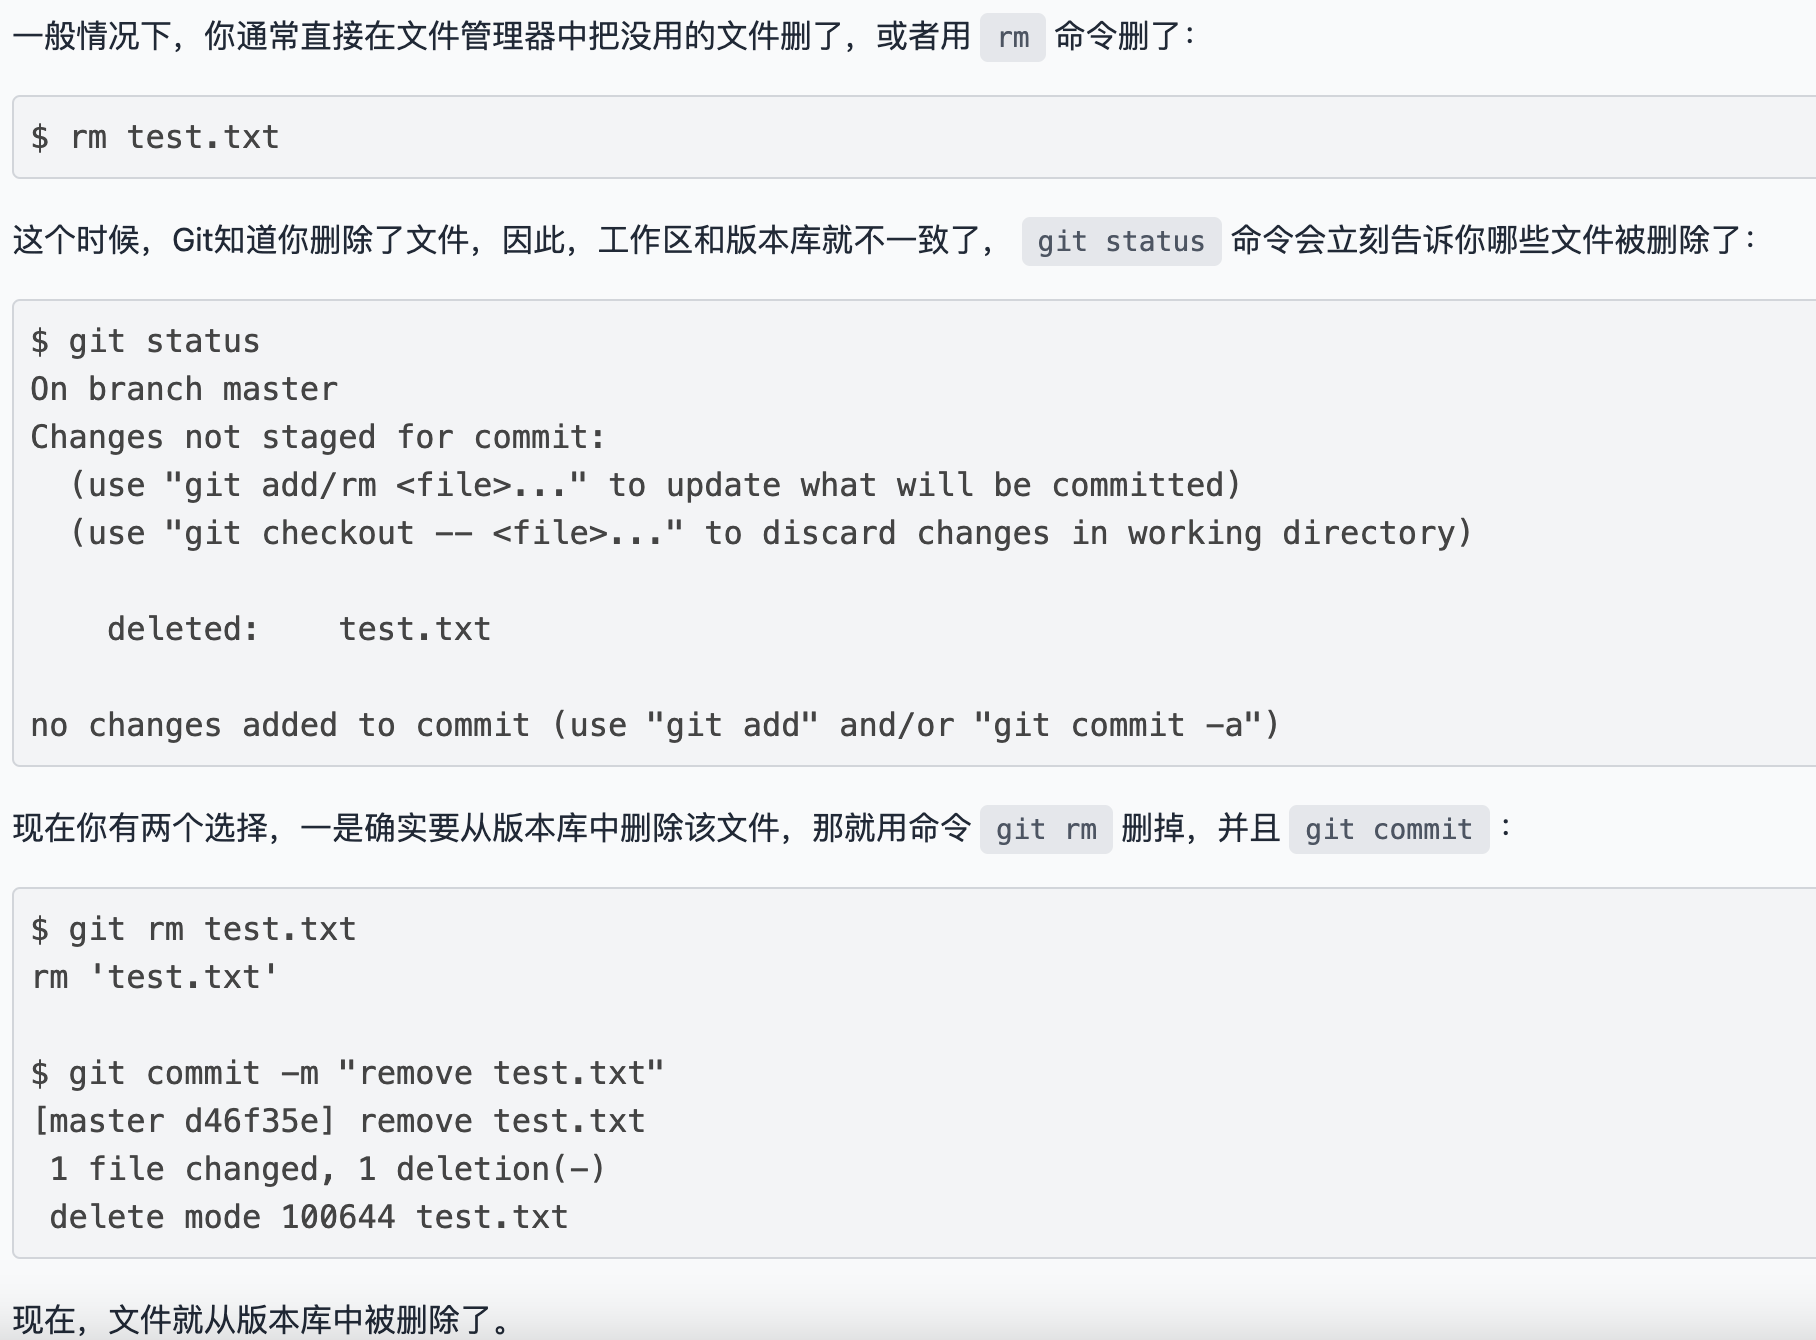 一般情况下，你通常直接在文件管理器中把没用的文件删了，或者用 rm 命令删了：
$ rm test.txt
这个时候，Git知道你删除了文件，因此，工作区和版本库就不一致了， git status 命令会立刻告诉你哪些文件被删除了：
$ git status
On branch master
Changes not staged for commit:
  (use "git add/rm <file>..." to update what will be committed)
  (use "git checkout -- <file>..." to discard changes in working directory)
    deleted:    test.txt
no changes added to commit (use "git add" and/or "git commit -a")
现在你有两个选择，一是确实要从版本库中删除该文件，那就用命令 git rm 删掉，并且 git commit ：
$ git rm test.txt
rm 'test.txt'
$ git commit -m "remove test.txt"
[master d46f35e] remove test.txt
 1 file changed, 1 deletion(-)
 delete mode 100644 test.txt
现在，文件就从版本库中被删除了。